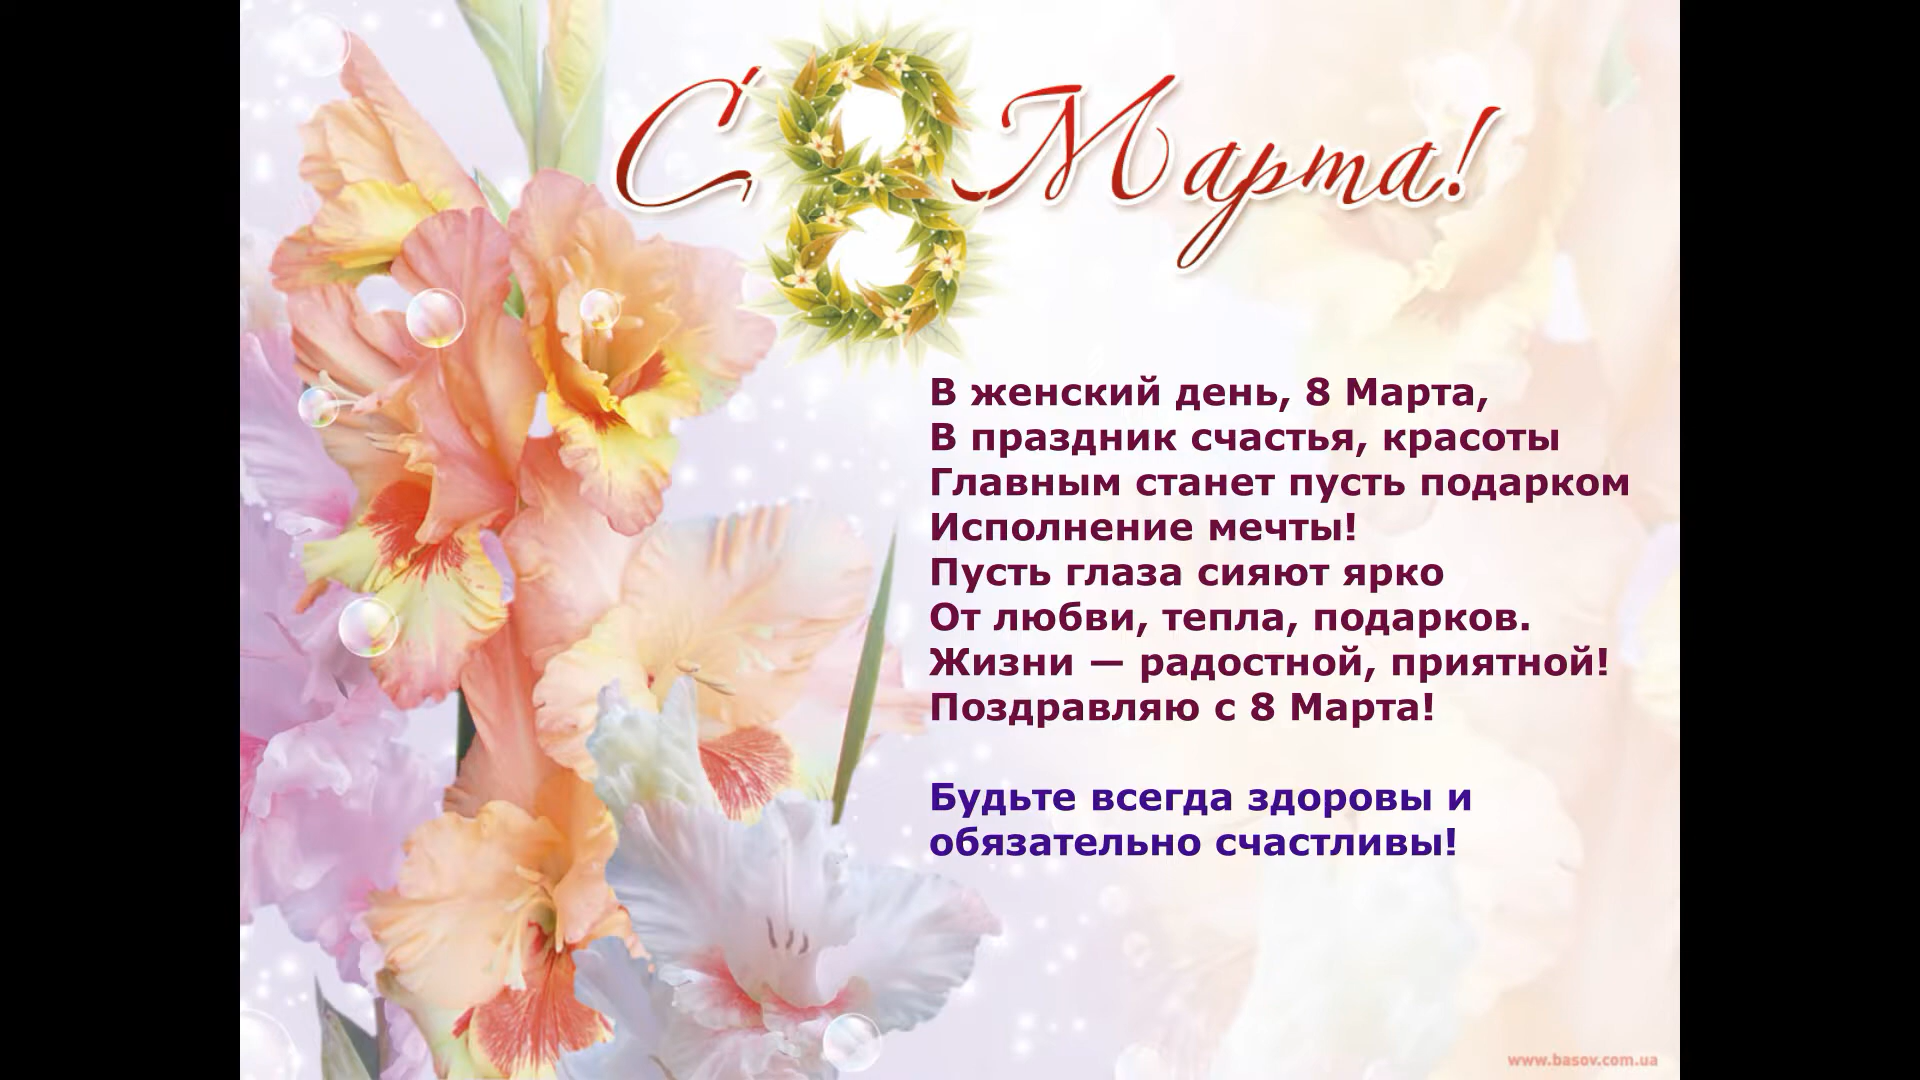 С 8 Марта!
В женский день, 8 Марта,
В праздник счастья, красоты
Главным станет пусть подарком
Исполнение мечты!
Пусть глаза сияют ярко
От любви, тепла, подарков.
Жизни — радостной, приятной!
Поздравляю с 8 Марта!
Будьте всегда здоровы и
обязательно счастливы!
www.basov.com.ua